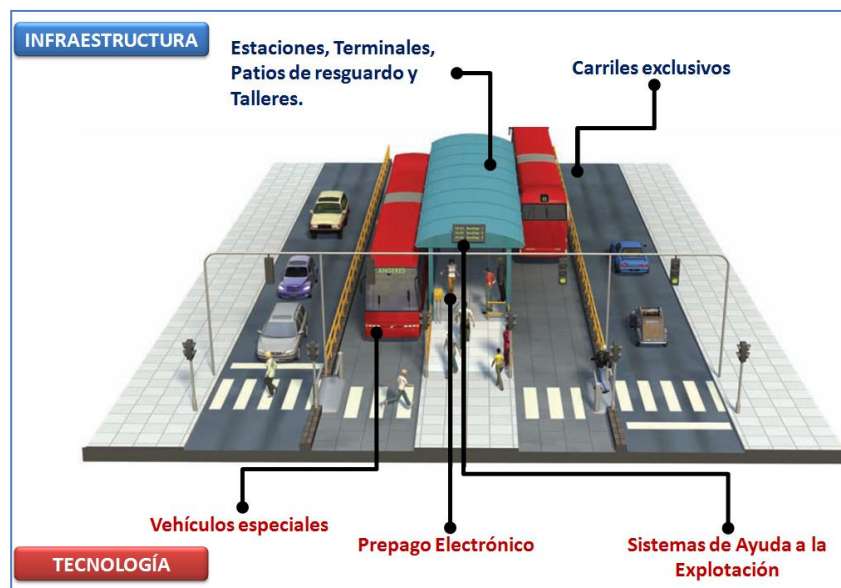 INFRAESTRUCTURA
Estaciones, Terminales,
Patios de resguardo y
Talleres.
Carriles exclusivos
ANGERED
Vehículos especiales
Prepago Electrónico
Sistemas de Ayuda a la
Explotación
TECNOLOGÍA